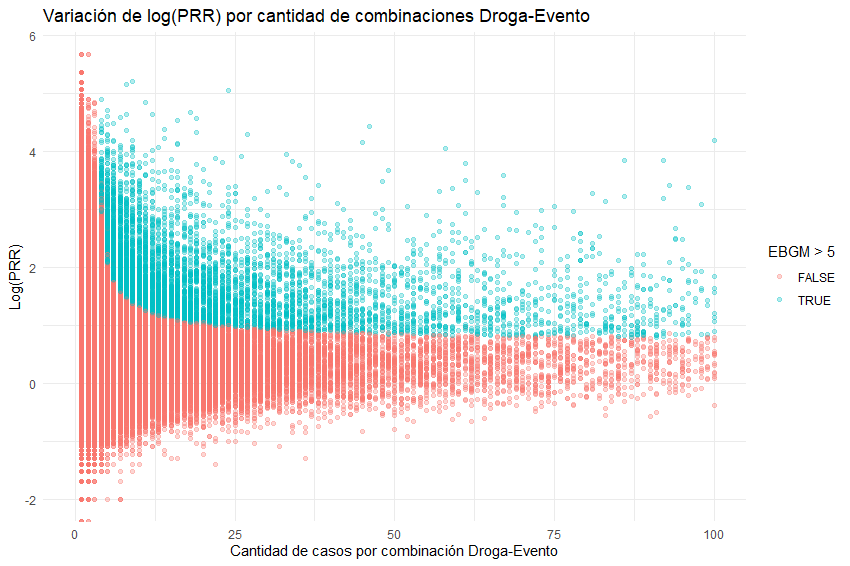 Variación de log(PRR) por cantidad de combinaciones Droga-Evento
6
4
2
0
-2
Log(PRR)
0
25
50
75
100
Cantidad de casos por combinación Droga-Evento
EBGM > 5
FALSE
TRUE